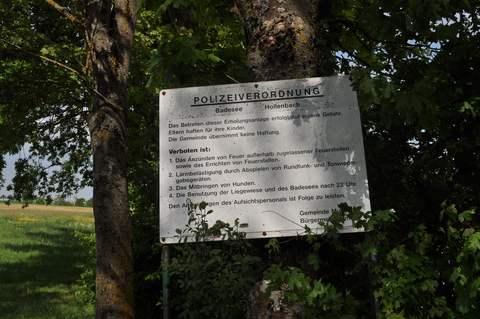 POLIZEIVERORDNUNG
Badesee Hollenbach
Das Betreten dieser Erholungsanlage erfolgt auf eigene Gefahr.
Eltern haften für ihre Kinder.
Die Gemeinde übernimmt keine Haftung.
Verboten ist:
1. Das Anzünden von Feuer außerhalb zugelassener Feuerstellen
sowie das Errichten von Feuerstellen.
2. Lärmbelästigung durch Abspielen von Rundfunk- und Tonwieder-
gabegeräten.
3. Das Mitbringen von Hunden.
4. Die Benutzung der Liegewiese und des Badesees nach 22 Uhr.
Den Anordnungen des Aufsichtspersonals ist Folge zu leisten.
Gemeinde